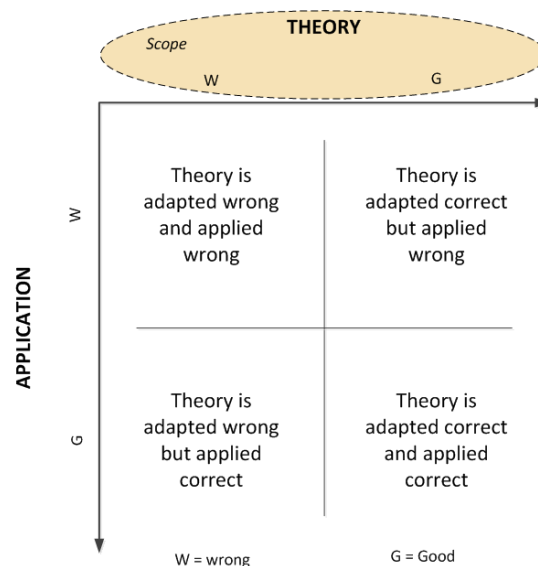 THEORY
Scope
W
G
Theory is
adapted wrong
and applied
wrong
Theory is
adapted correct
but applied
wrong
W
APPLICATION
G
Theory is
adapted wrong
but applied
correct
Theory is
adapted correct
and applied
correct
W = wrong
G = Good